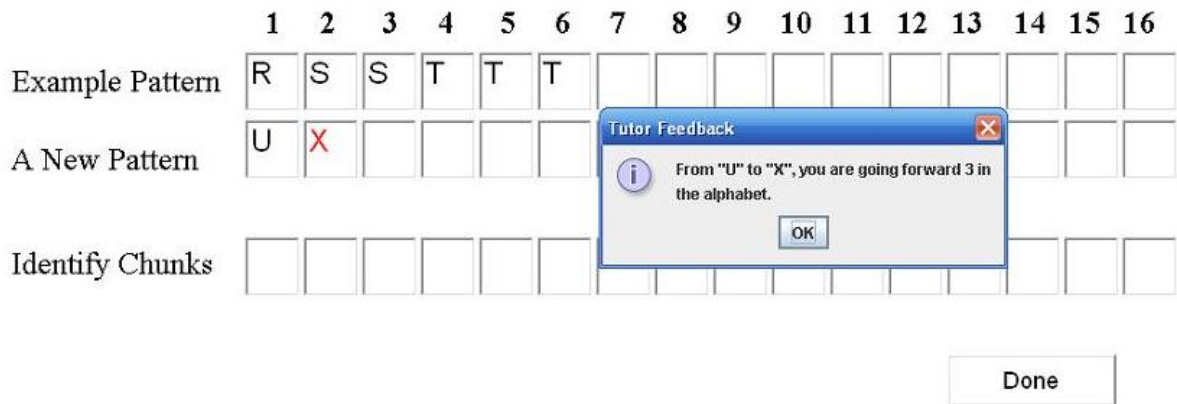 1 2 3 4 5 6 7 8 9 10 11 12 13 14 15 16
Example Pattern R S S T T T
A New Pattern U X
Tutor Feedback
From "U" to "X", you are going forward 3 in
the alphabet.
OK
Identify Chunks
Done